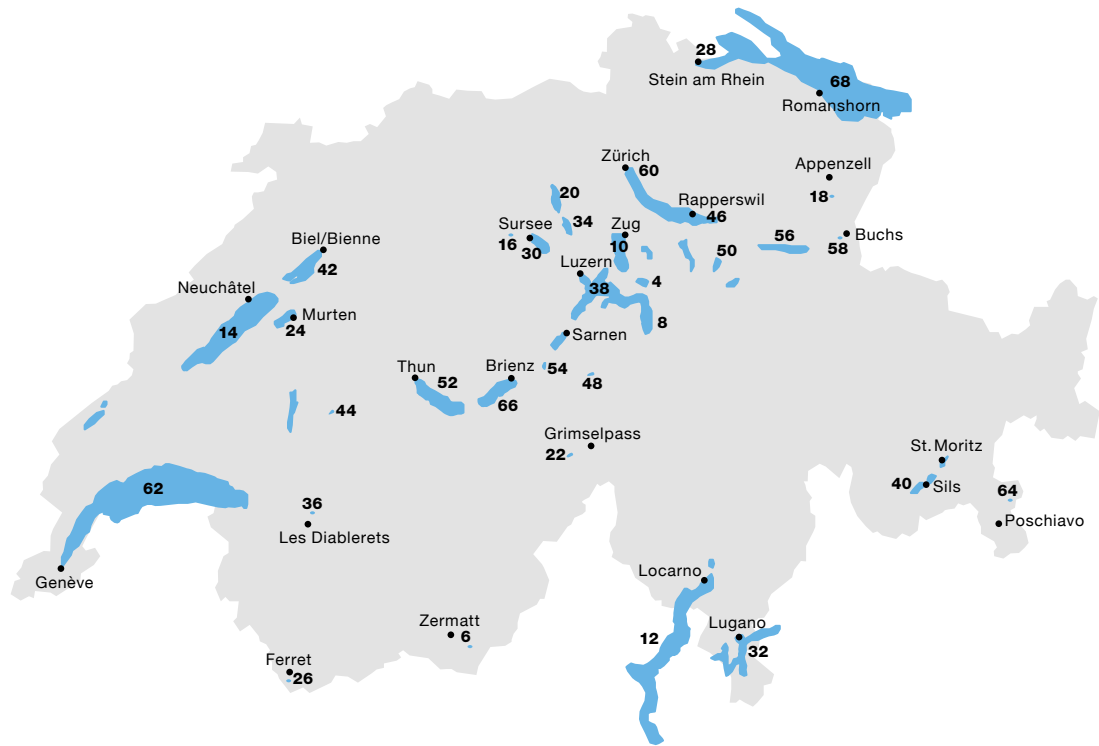 28
Stein am Rhein
68
Romanshorn
Zürich
60
Appenzell
18
20
Rapperswil
46
34
Sursee
16
30
Zug
10
56
Buchs
58
50
Biel/Bienne
42
Luzern
38
4
Neuchâtel
14
Murten
24
8
Sarnen
54
Thun
52
Brienz
66
48
44
Grimselpass
22
St. Moritz
40
Sils
64
Poschiavo
62
36
Les Diablerets
Genève
Locarno
Zermatt
6
12
Lugano
32
Ferret
26